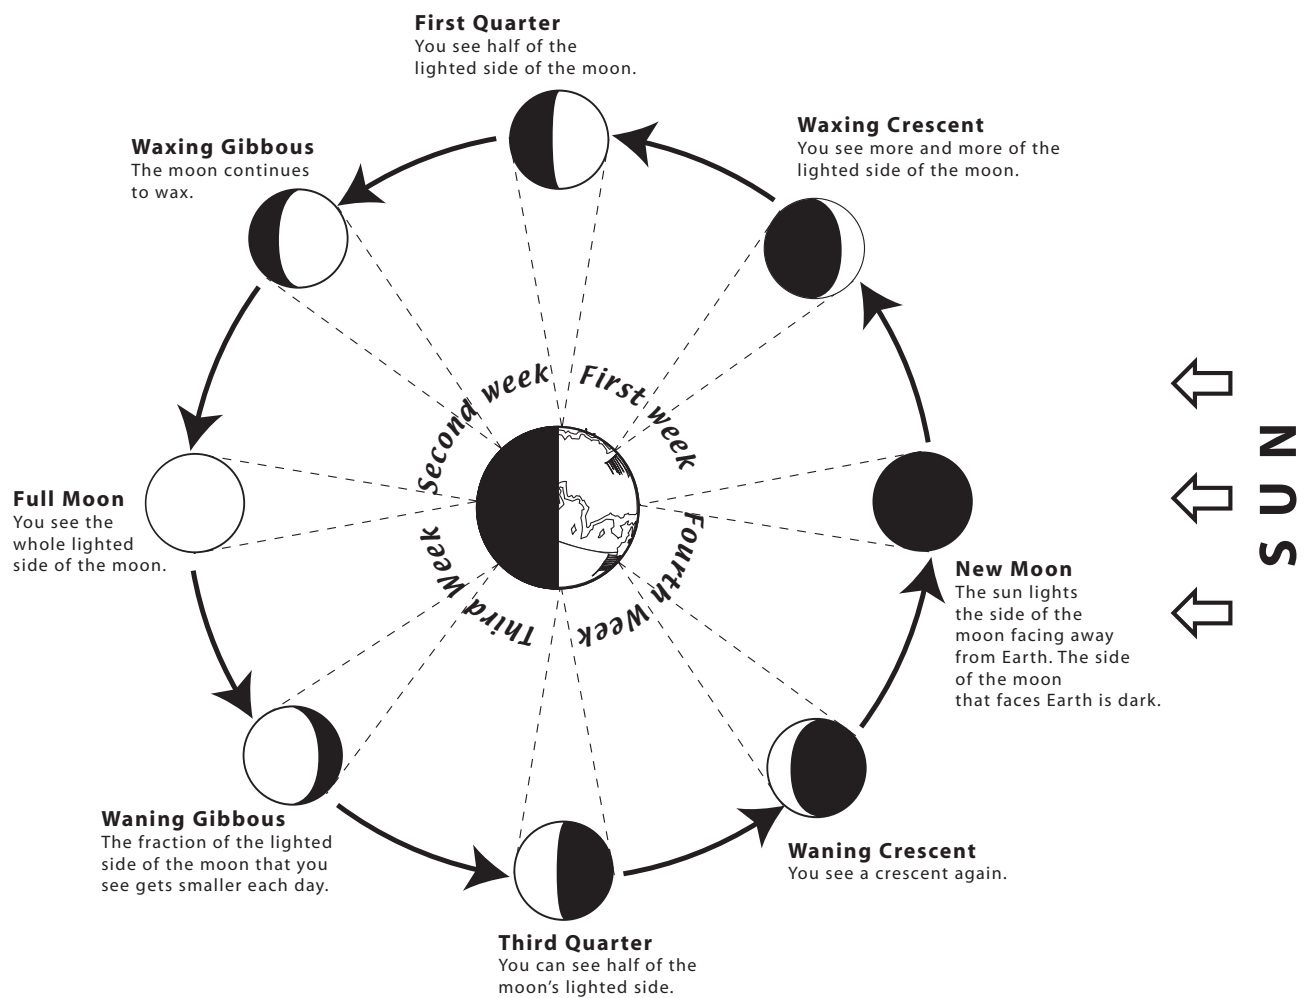 First Quarter
You see half of the
lighted side of the moon.
Waxing Crescent
You see more and more of the
lighted side of the moon.
Waxing Gibbous
The moon continues
to wax.
Second week
First week
SUN
Full Moon
You see the
whole lighted
side of the moon.
Third Week
Fourth Week
New Moon
The sun lights
the side of the
moon facing away
from Earth. The side
of the moon
that faces Earth is dark.
Waning Gibbous
The fraction of the lighted
side of the moon that you
see gets smaller each day.
Waning Crescent
You see a crescent again.
Third Quarter
You can see half of the
moon's lighted side.